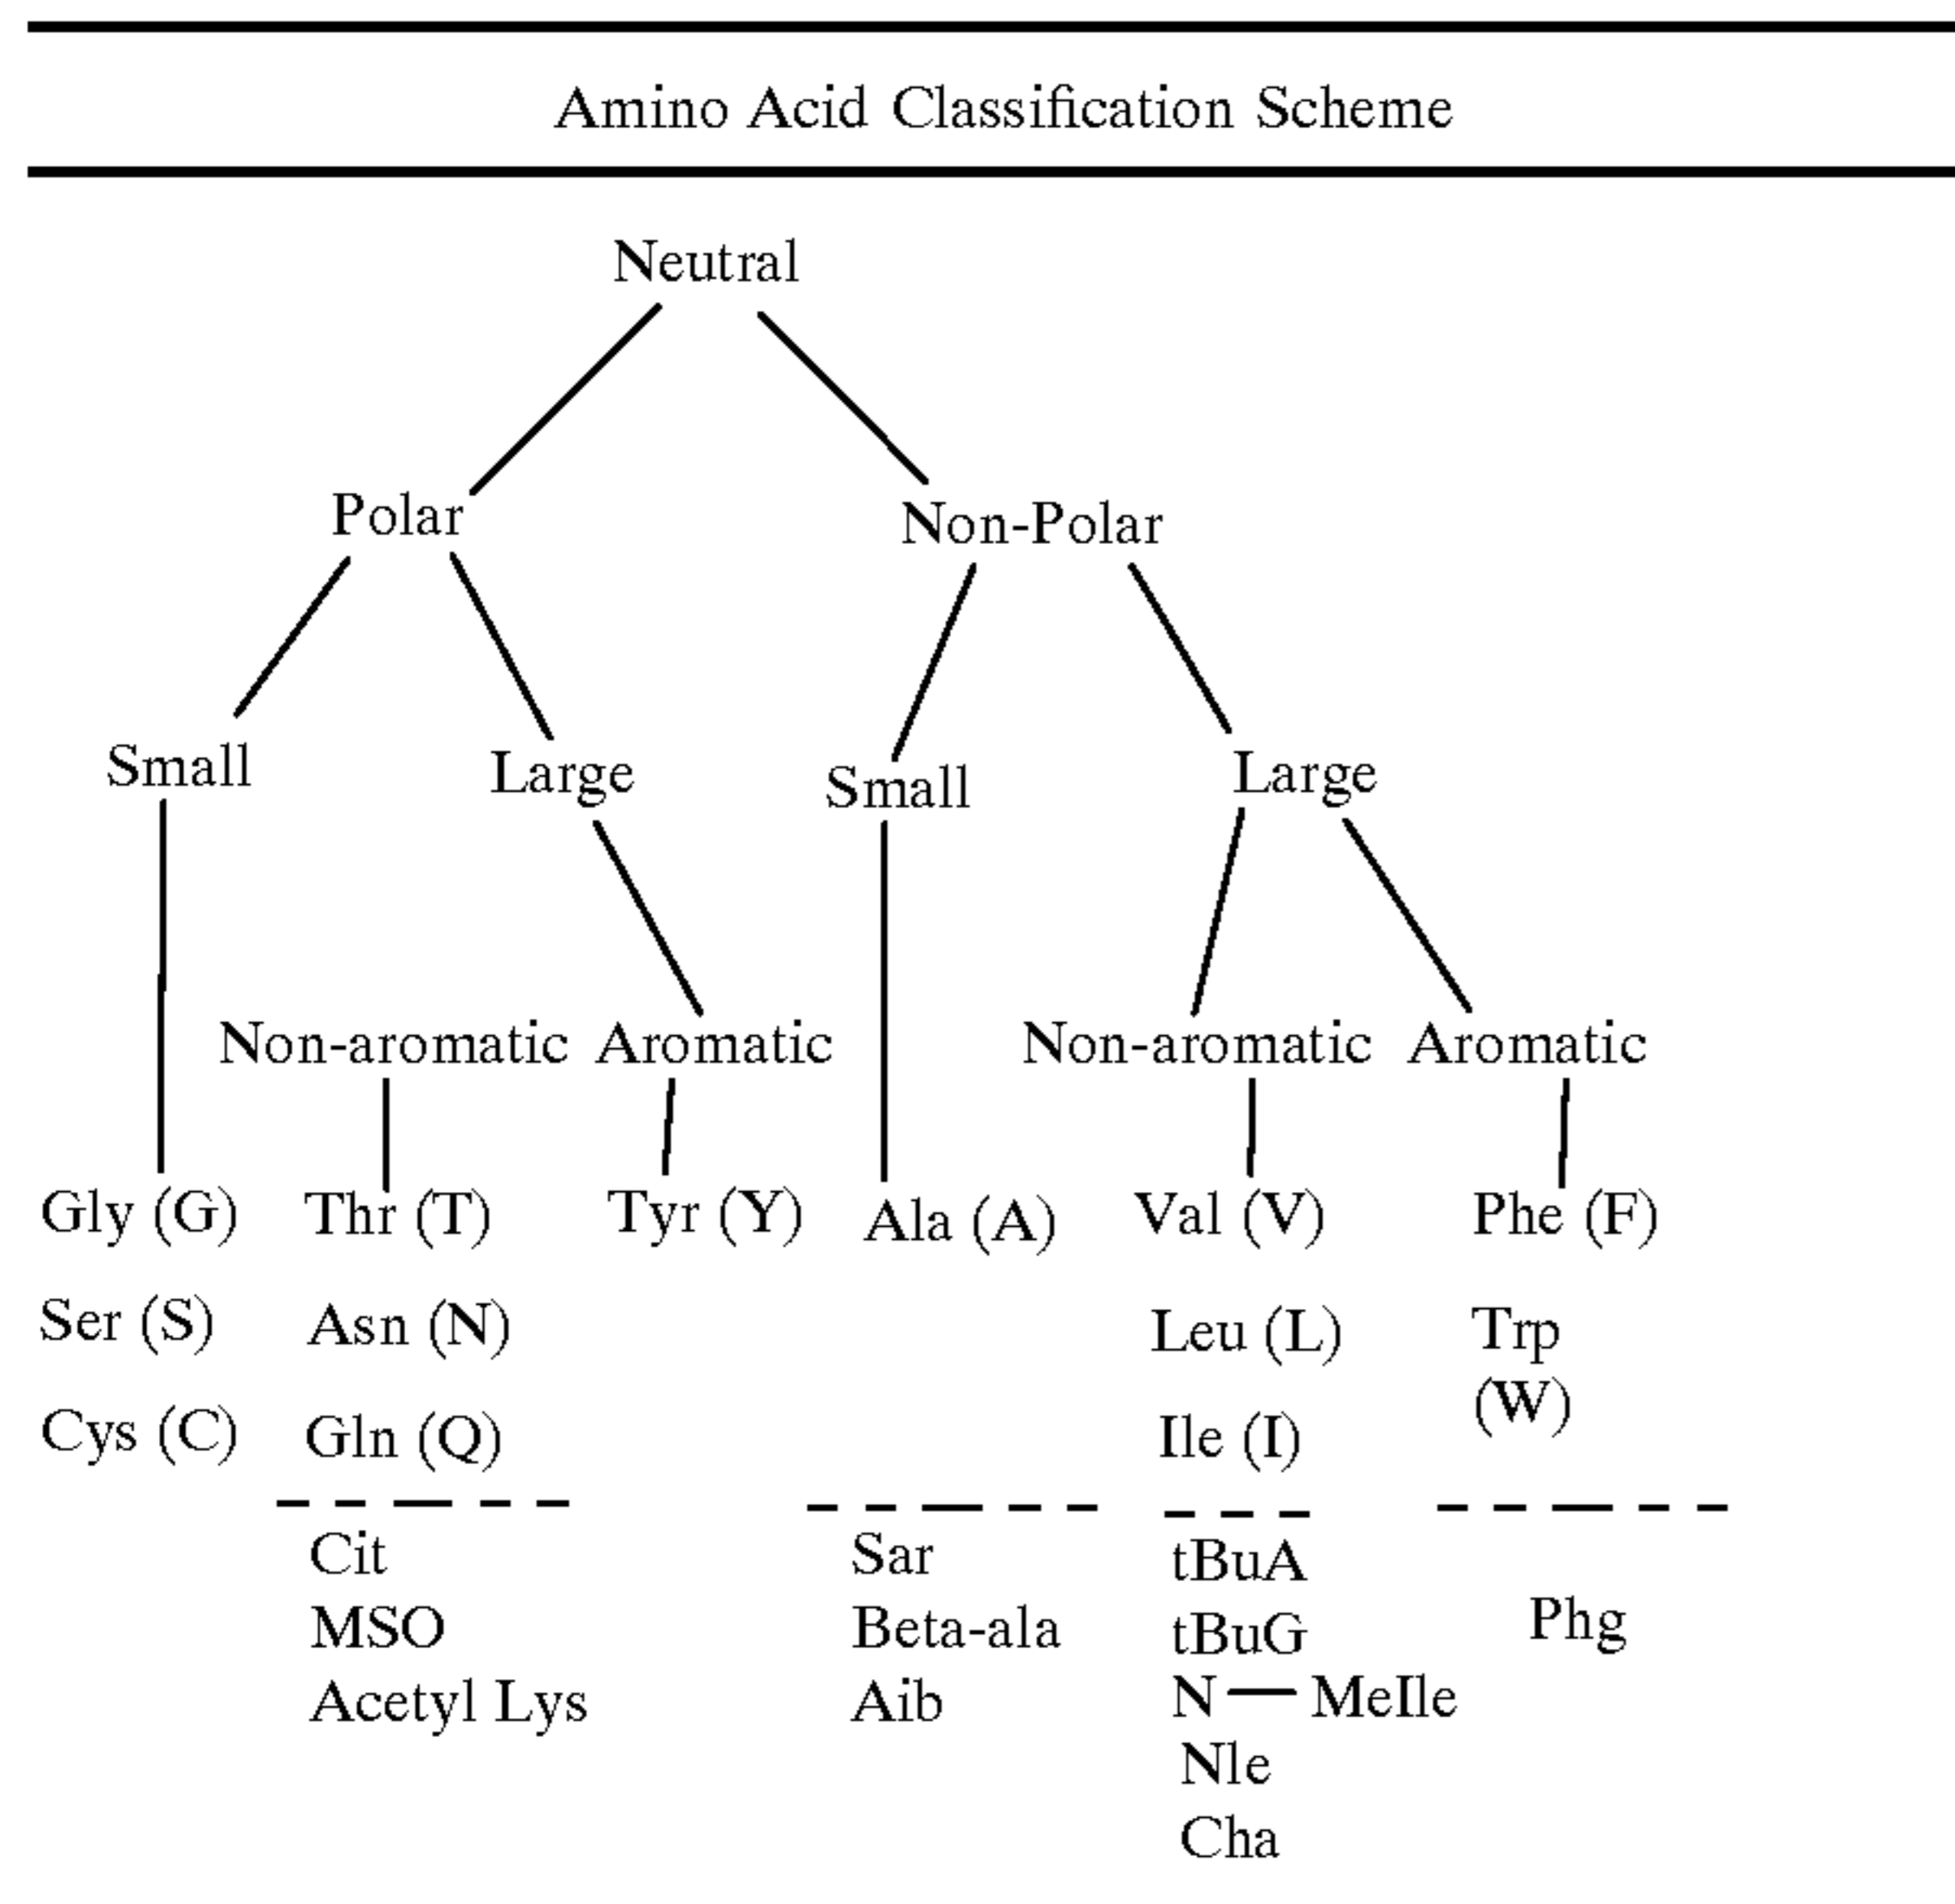 Amino Acid Classification Scheme
Neutral
Polar Non-Polar
Small Large Small Large
Non-aromatic Aromatic Non-aromatic Aromatic
Gly (G) Thr (T) Tyr (Y) Ala (A) Val (V) Phe (F)
Ser (S) Asn (N) Leu (L) Trp
(W)
Cys (C) Gln (Q) Ile (I)
Cit Sar tBuA
MSO Beta-ala tBuG Phg
Acetyl Lys Aib N — MeIle
Nle
Cha